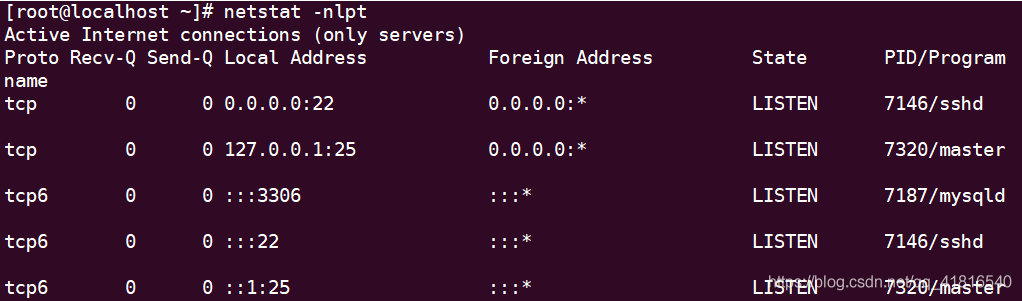 [root@localhost ~]# netstat -nlpt
Active Internet connections (only servers)
Proto Recv-Q Send-Q Local Address           Foreign Address         State       PID/Program
name
tcp        0      0 0.0.0.0:22              0.0.0.0:*               LISTEN      7146/sshd
tcp        0      0 127.0.0.1:25            0.0.0.0:*               LISTEN      7320/master
tcp6       0      0 :::3306                 :::*                    LISTEN      7187/mysqld
tcp6       0      0 :::22                   :::*                    LISTEN      7146/sshd
https://blog.csdn.net/qq_41816540
tcp6       0      0 ::1:25                  :::*                    LISTEN      7320/master